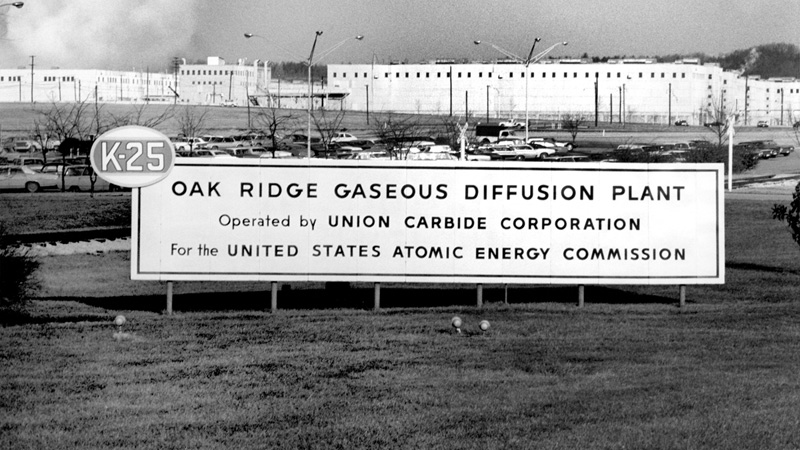 K-25
OAK RIDGE GASEOUS DIFFUSION PLANT
Operated by UNION CARBIDE CORPORATION
For the UNITED STATES ATOMIC ENERGY COMMISSION